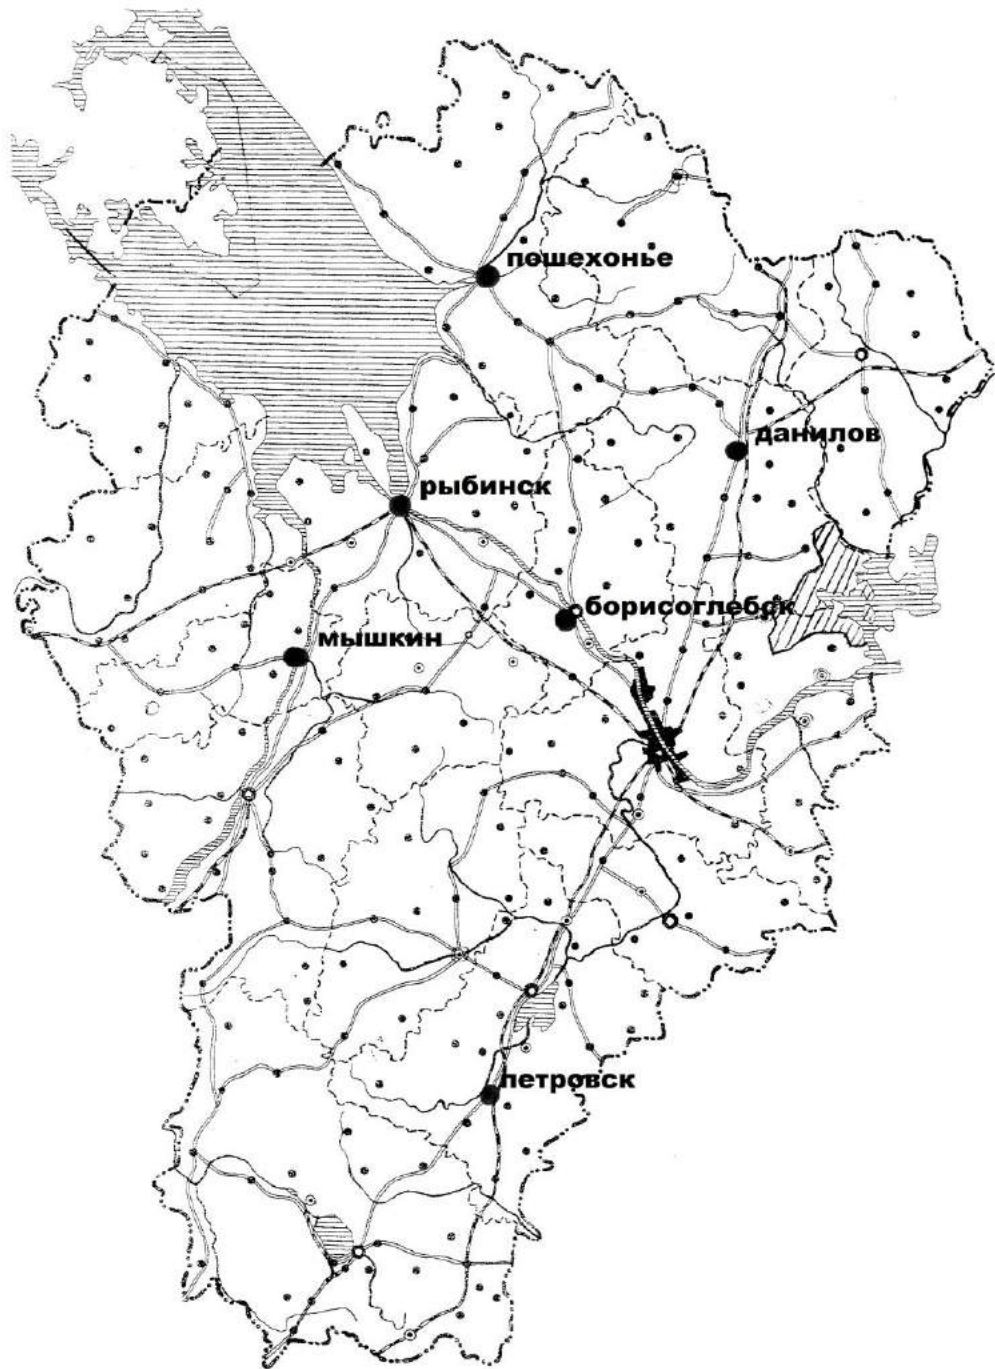 пошехонье
данилов
рыбинск
борисоглебск
мышкин
петровск